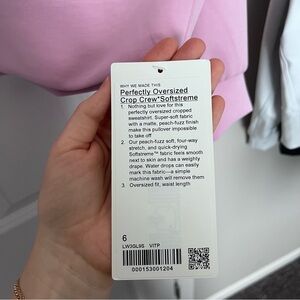 WHY WE MADE THIS
Perfectly Oversized
Crop Crew*Softstreme
1. Nothing but love for this
perfectly oversized cropped
sweatshirt. Super-soft fabric
with a matte, peach-fuzz finish
make this pullover impossible
to take off
2. Our peach-fuzz soft, four-way
stretch, and quick-drying
Softstreme™ fabric feels smooth
next to skin and has a weighty
drape. Water drops can easily
mark this fabric—a simple
machine wash will remove them
3. Oversized fit, waist length
6
LW3GL9S VITP
000153001204